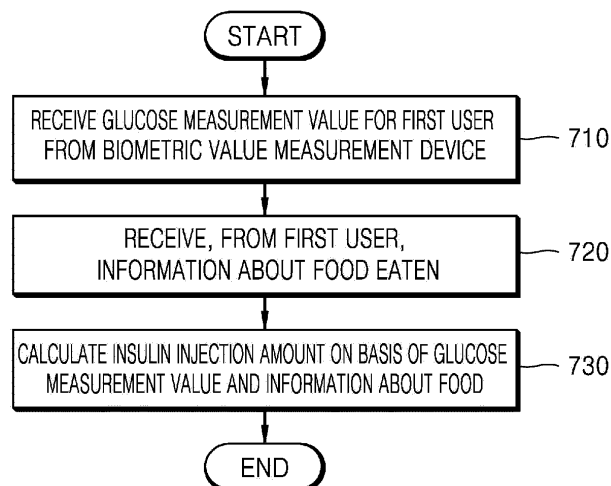 START
RECEIVE GLUCOSE MEASUREMENT VALUE FOR FIRST USER
FROM BIOMETRIC VALUE MEASUREMENT DEVICE
710
RECEIVE, FROM FIRST USER,
INFORMATION ABOUT FOOD EATEN
720
CALCULATE INSULIN INJECTION AMOUNT ON BASIS OF GLUCOSE
MEASUREMENT VALUE AND INFORMATION ABOUT FOOD
730
END